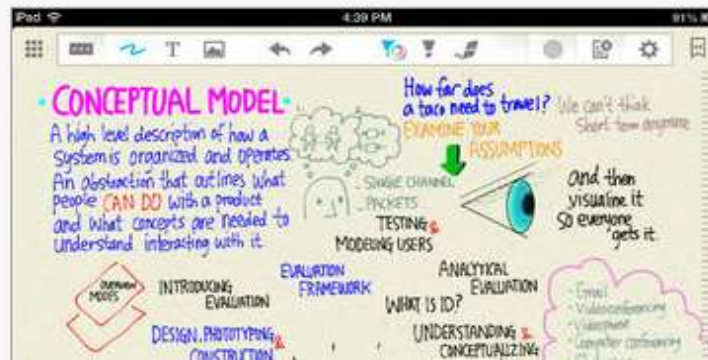 iPad
4:39 PM
91%
T
CONCEPTUAL MODEL
A high level description of how a
system is organized and operates.
An abstraction that outlines what
people CAN DO with a product
and what concepts are needed to
understand interacting with it
How far does
a taco need to travel?
EXAMINE YOUR
ASSUMPTIONS
We can't think
Short term anymore
SINGLE CHANNEL
PACKETS
and then
visualize it
so everyone
gets it.
TESTING &
MODELING USERS
OVERVIEW
MODES
INTRODUCING
EVALUATION
EVALUATION
FRAMEWORK
ANALYTICAL
EVALUATION
WHAT IS ID?
DESIGN, PROTOTYPING &
CONSTRUCTION
UNDERSTANDING &
CONCEPTUALIZING
- Email
- Videoconferencing
- Computer conferencing